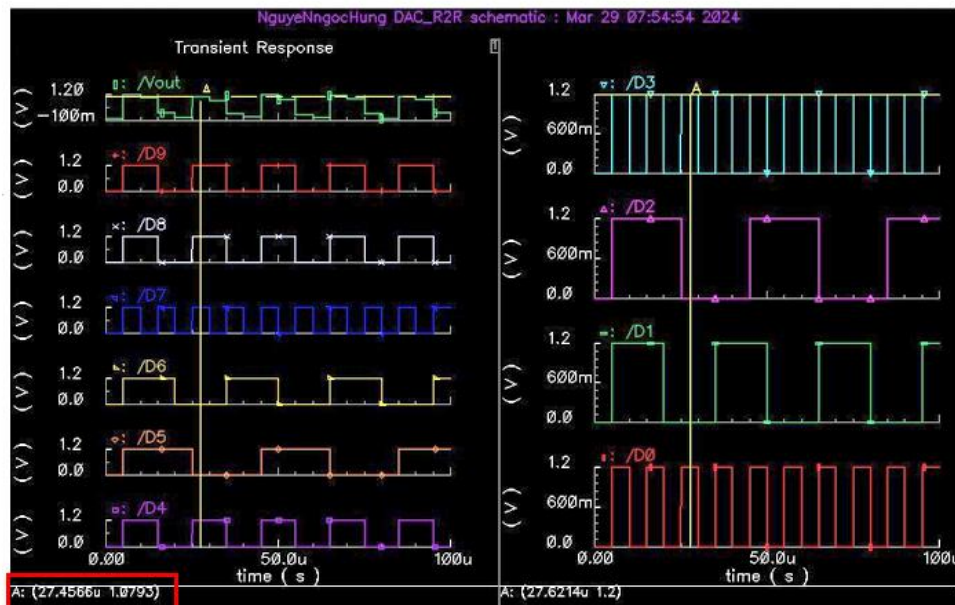 NguyeNngocHung DAC_R2R schematic : Mar 29 07:54:54 2024
Transient Response
/Vout
1.20
-100m
(V)
/D9
1.2
0.0
(V)
/D8
1.2
0.0
(V)
/D7
1.2
0.0
(V)
/D6
1.2
0.0
(V)
/D5
1.2
0.0
(V)
/D4
1.2
0.0
(V)
0.00 50.0u 100u
time ( s )
A: (27.4566u 1.0793)
/D3
A
1.2
600m
0.0
(V)
/D2
1.2
600m
0.0
(V)
/D1
1.2
600m
0.0
(V)
/D0
1.2
600m
0.0
(V)
0.00 50.0u 100u
time ( s )
A: (27.6214u 1.2)